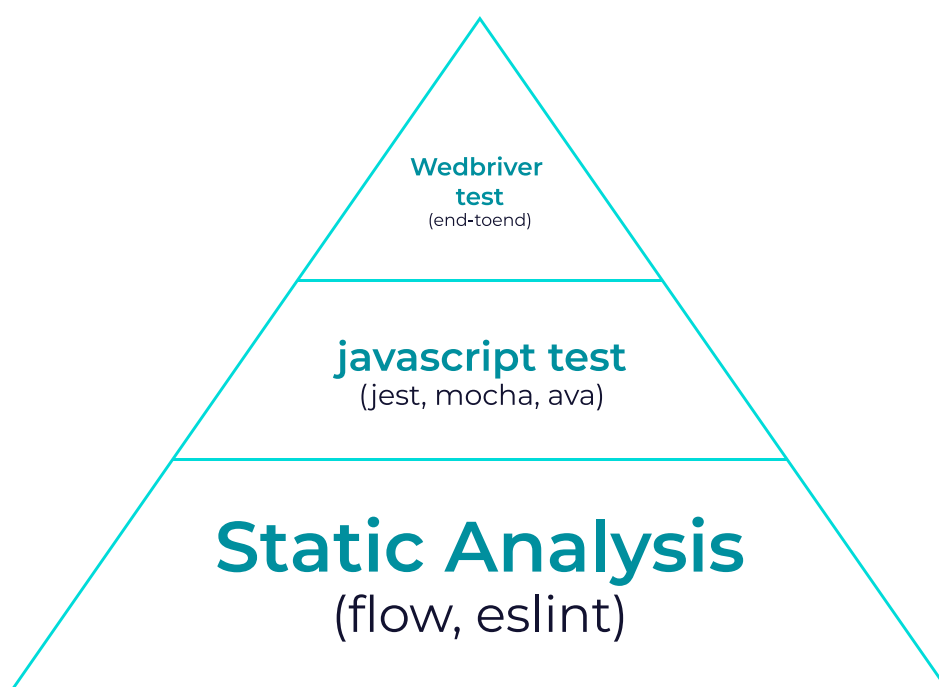 Wedbriver
test
(end-toend)
javascript test
(jest, mocha, ava)
Static Analysis
(flow, eslint)